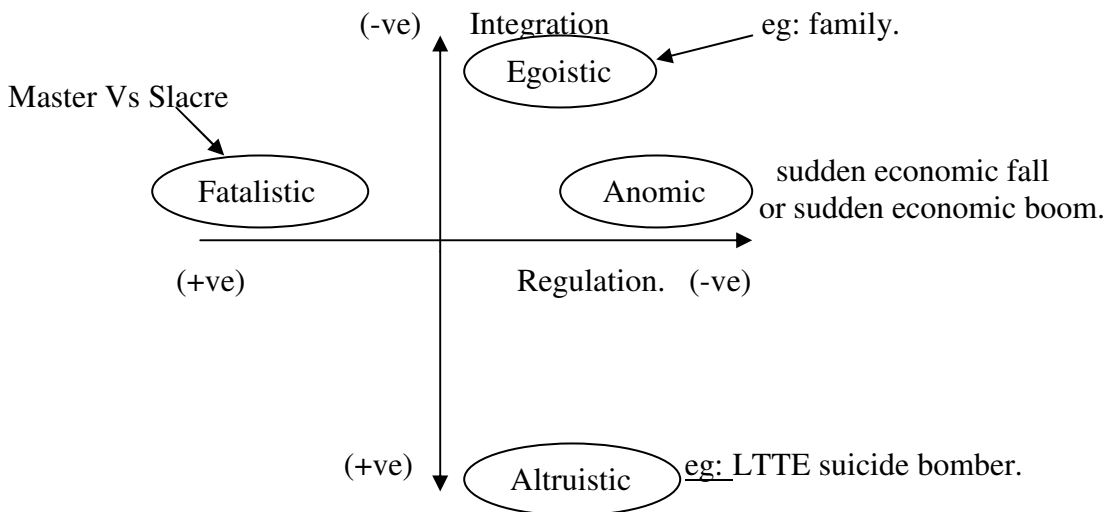 (-ve) Integration eg: family.
Egoistic
Master Vs Slacre
Fatalistic Anomic sudden economic fall
or sudden economic boom.
(+ve) Regulation. (-ve)
(+ve) Altruistic eg: LTTE suicide bomber.